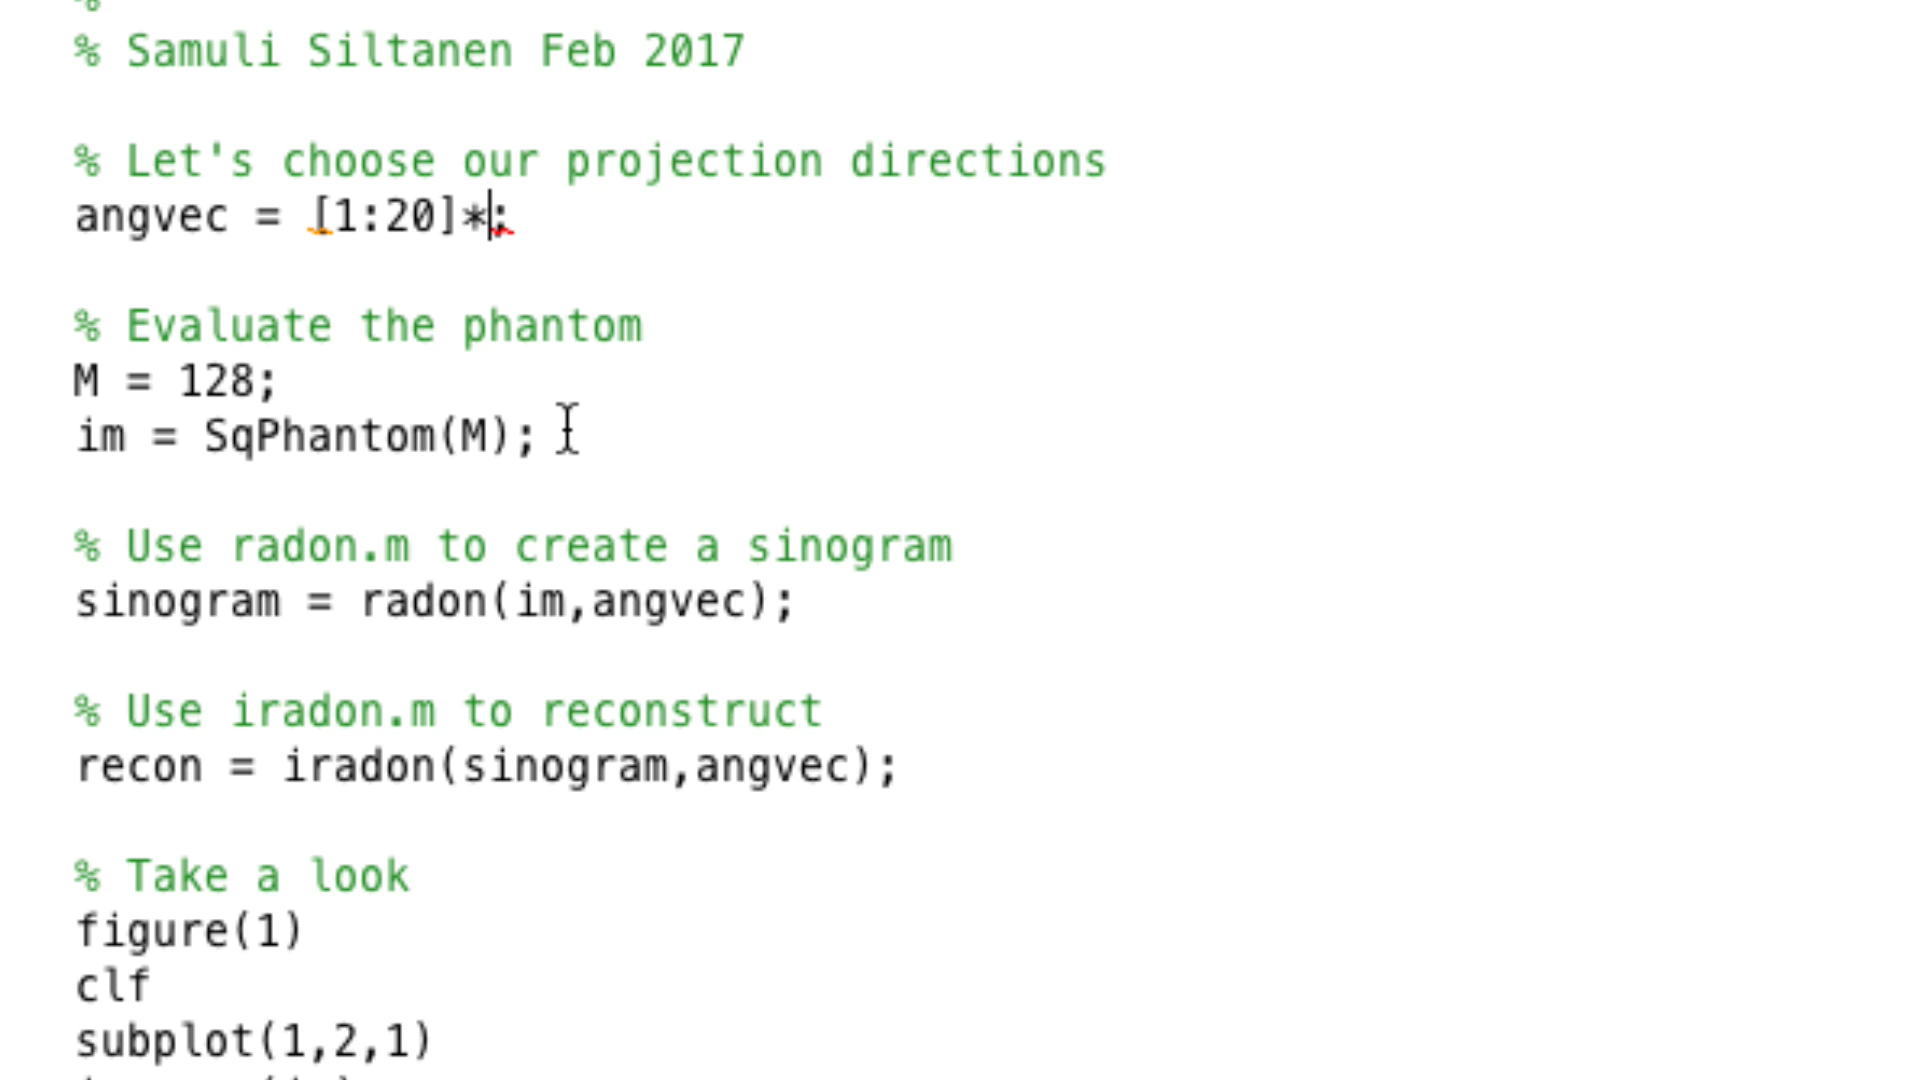 %
% Samuli Siltanen Feb 2017
% Let's choose our projection directions
angvec = [1:20]*;
% Evaluate the phantom
M = 128;
im = SqPhantom(M);
% Use radon.m to create a sinogram
sinogram = radon(im,angvec);
% Use iradon.m to reconstruct
recon = iradon(sinogram,angvec);
% Take a look
figure(1)
clf
subplot(1,2,1)